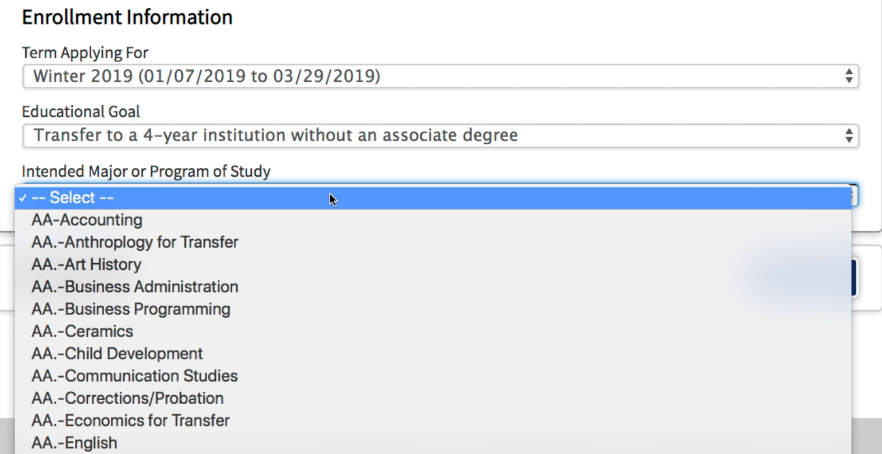 Enrollment Information
Term Applying For
Winter 2019 (01/07/2019 to 03/29/2019)
Educational Goal
Transfer to a 4-year institution without an associate degree
Intended Major or Program of Study
✓ -- Select --
AA-Accounting
AA.-Anthroplogy for Transfer
AA.-Art History
AA.-Business Administration
AA.-Business Programming
AA.-Ceramics
AA.-Child Development
AA.-Communication Studies
AA.-Corrections/Probation
AA.-Economics for Transfer
AA.-English